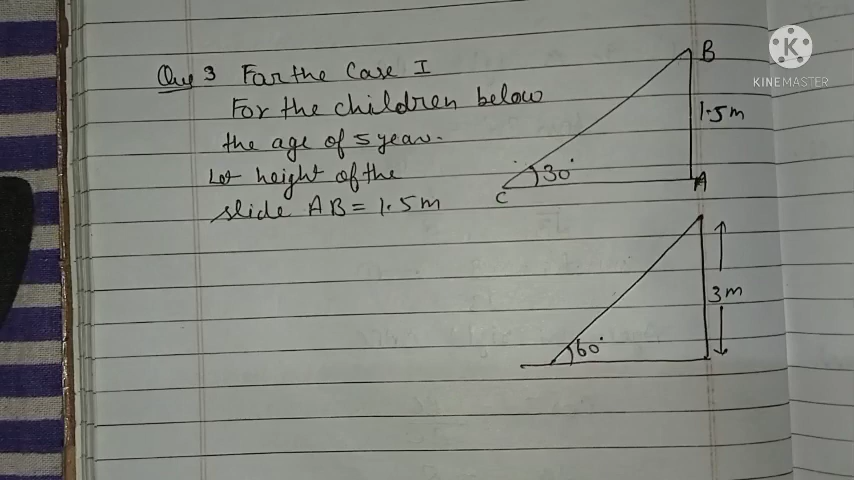 Que 3 For the Case I
For the children below
the age of 5 year.
Let height of the
slide AB = 1.5m
B
1.5m
30°
C
A
3m
60°
K
KINEMASTER